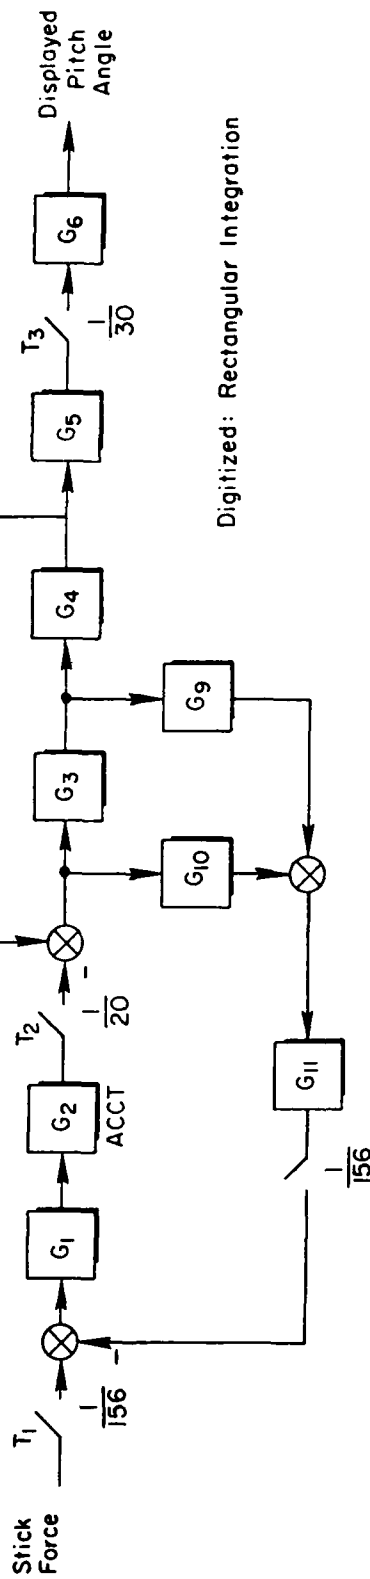 Stick
Force
T1
1/156
G1
G2
ACCT
T2
1/20
-
G3
G4
G5
T3
1/30
G6
Displayed
Pitch
Angle
G10
G9
G11
1/156
-
Digitized: Rectangular Integration